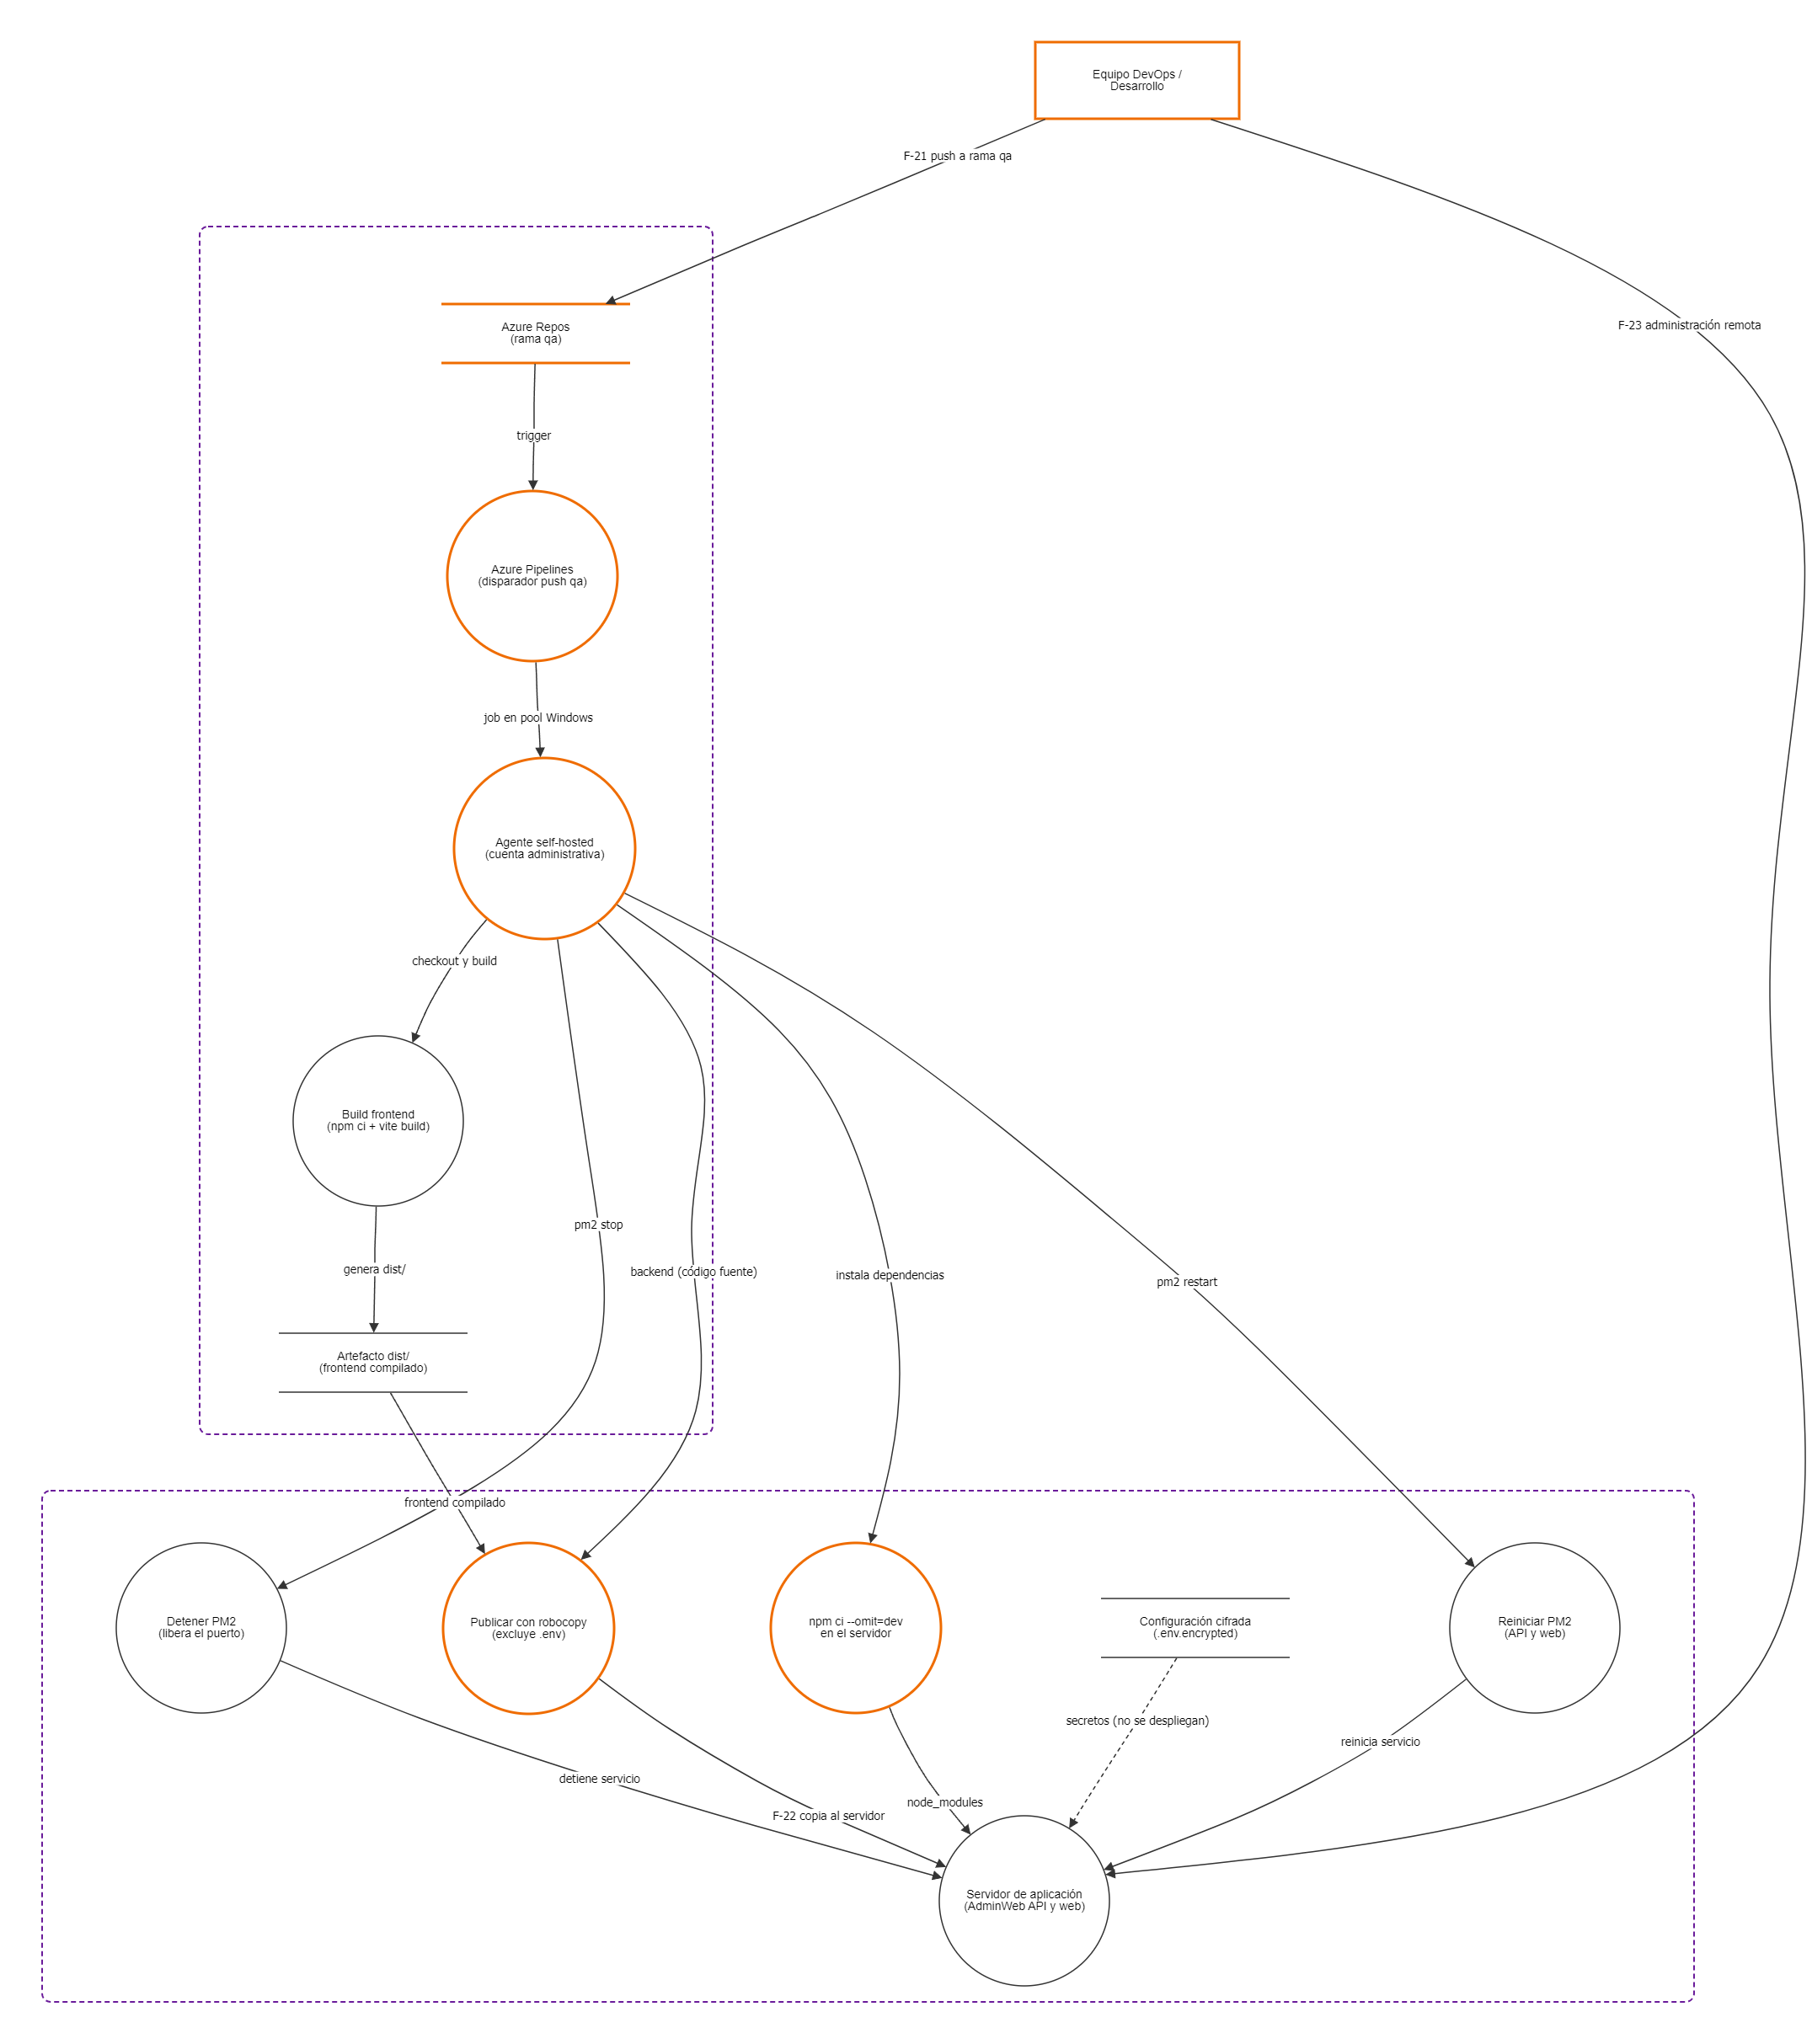 Equipo DevOps /
Desarrollo
F-21 push a rama qa
F-23 administración remota
Azure Repos
(rama qa)
trigger
Azure Pipelines
(disparador push qa)
job en pool Windows
Agente self-hosted
(cuenta administrativa)
checkout y build
Build frontend
(npm ci + vite build)
pm2 stop
genera dist/
backend (código fuente)
instala dependencias
pm2 restart
Artefacto dist/
(frontend compilado)
frontend compilado
Detener PM2
(libera el puerto)
Publicar con robocopy
(excluye .env)
npm ci --omit=dev
en el servidor
Configuración cifrada
(.env.encrypted)
Reiniciar PM2
(API y web)
secretos (no se despliegan)
reinicia servicio
detiene servicio
node_modules
F-22 copia al servidor
Servidor de aplicación
(AdminWeb API y web)